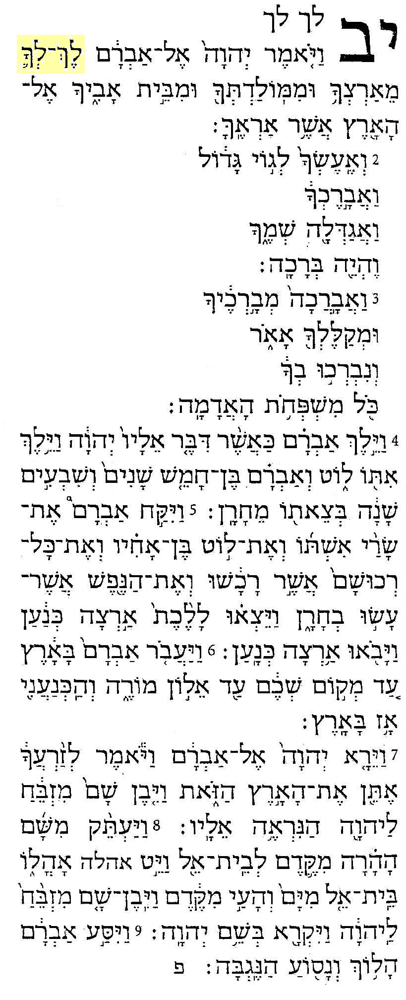 לך לך
יב וַיֹּ֤אמֶר יְהוָה֙ אֶל־אַבְרָ֔ם לֶךְ־לְךָ֛
מֵאַרְצְךָ֥ וּמִמּֽוֹלַדְתְּךָ֖ וּמִבֵּ֣ית אָבִ֑יךָ אֶל־
הָאָ֖רֶץ אֲשֶׁ֥ר אַרְאֶֽךָּ׃
2 וְאֶֽעֶשְׂךָ֙ לְג֣וֹי גָּד֔וֹל
וַאֲבָ֣רֶכְךָ֔
וַאֲגַדְּלָ֖ה שְׁמֶ֑ךָ
וֶהְיֵ֖ה בְּרָכָֽה׃
3 וַאֲבָֽרֲכָה֙ מְבָ֣רְכֶ֔יךָ
וּמְקַלֶּלְךָ֖ אָאֹ֑ר
וְנִבְרְכ֣וּ בְךָ֔
כֹּ֖ל מִשְׁפְּחֹ֥ת הָאֲדָמָֽה׃
4 וַיֵּ֣לֶךְ אַבְרָ֗ם כַּאֲשֶׁ֨ר דִּבֶּ֤ר אֵלָיו֙ יְהוָ֔ה וַיֵּ֥לֶךְ
אִתּ֖וֹ ל֑וֹט וְאַבְרָ֗ם בֶּן־חָמֵ֤שׁ שָׁנִים֙ וְשִׁבְעִ֣ים
שָׁנָ֔ה בְּצֵאת֖וֹ מֵחָרָֽן׃ 5 וַיִּקַּ֣ח אַבְרָם֩ אֶת־
שָׂרַ֨י אִשְׁתּ֜וֹ וְאֶת־ל֣וֹט בֶּן־אָחִ֗יו וְאֶת־כָּל־
רְכוּשָׁם֙ אֲשֶׁ֣ר רָכָ֔שׁוּ וְאֶת־הַנֶּ֖פֶשׁ אֲשֶׁר־
עָשׂ֣וּ בְחָרָ֑ן וַיֵּצְא֗וּ לָלֶ֙כֶת֙ אַ֣רְצָה כְּנַ֔עַן
וַיָּבֹ֖אוּ אַ֥רְצָה כְּנָֽעַן׃ 6 וַיַּעֲבֹ֤ר אַבְרָם֙ בָּאָ֔רֶץ
עַ֚ד מְק֣וֹם שְׁכֶ֔ם עַ֖ד אֵל֣וֹן מוֹרֶ֑ה וְהַֽכְּנַעֲנִ֖י
אָ֥ז בָּאָֽרֶץ׃
7 וַיֵּרָ֤א יְהוָה֙ אֶל־אַבְרָ֔ם וַיֹּ֕אמֶר לְזַ֨רְעֲךָ֔
אֶתֵּ֖ן אֶת־הָאָ֣רֶץ הַזֹּ֑את וַיִּ֤בֶן שָׁם֙ מִזְבֵּ֔חַ
לַיהוָ֖ה הַנִּרְאֶ֥ה אֵלָֽיו׃ 8 וַיַּעְתֵּ֨ק מִשָּׁ֜ם
הָהָ֗רָה מִקֶּ֛דֶם לְבֵֽית־אֵ֖ל וַיֵּ֣ט אהלה אָהֳלֹ֑ו
בֵּֽית־אֵ֤ל מִיָּם֙ וְהָעַ֣י מִקֶּ֔דֶם וַיִּֽבֶן־שָׁ֤ם מִזְבֵּ֙חַ֙
לַֽיהוָ֔ה וַיִּקְרָ֖א בְּשֵׁ֥ם יְהוָֽה׃ 9 וַיִּסַּ֣ע אַבְרָ֔ם
הָל֥וֹךְ וְנָס֖וֹעַ הַנֶּֽגְבָּה׃ פ